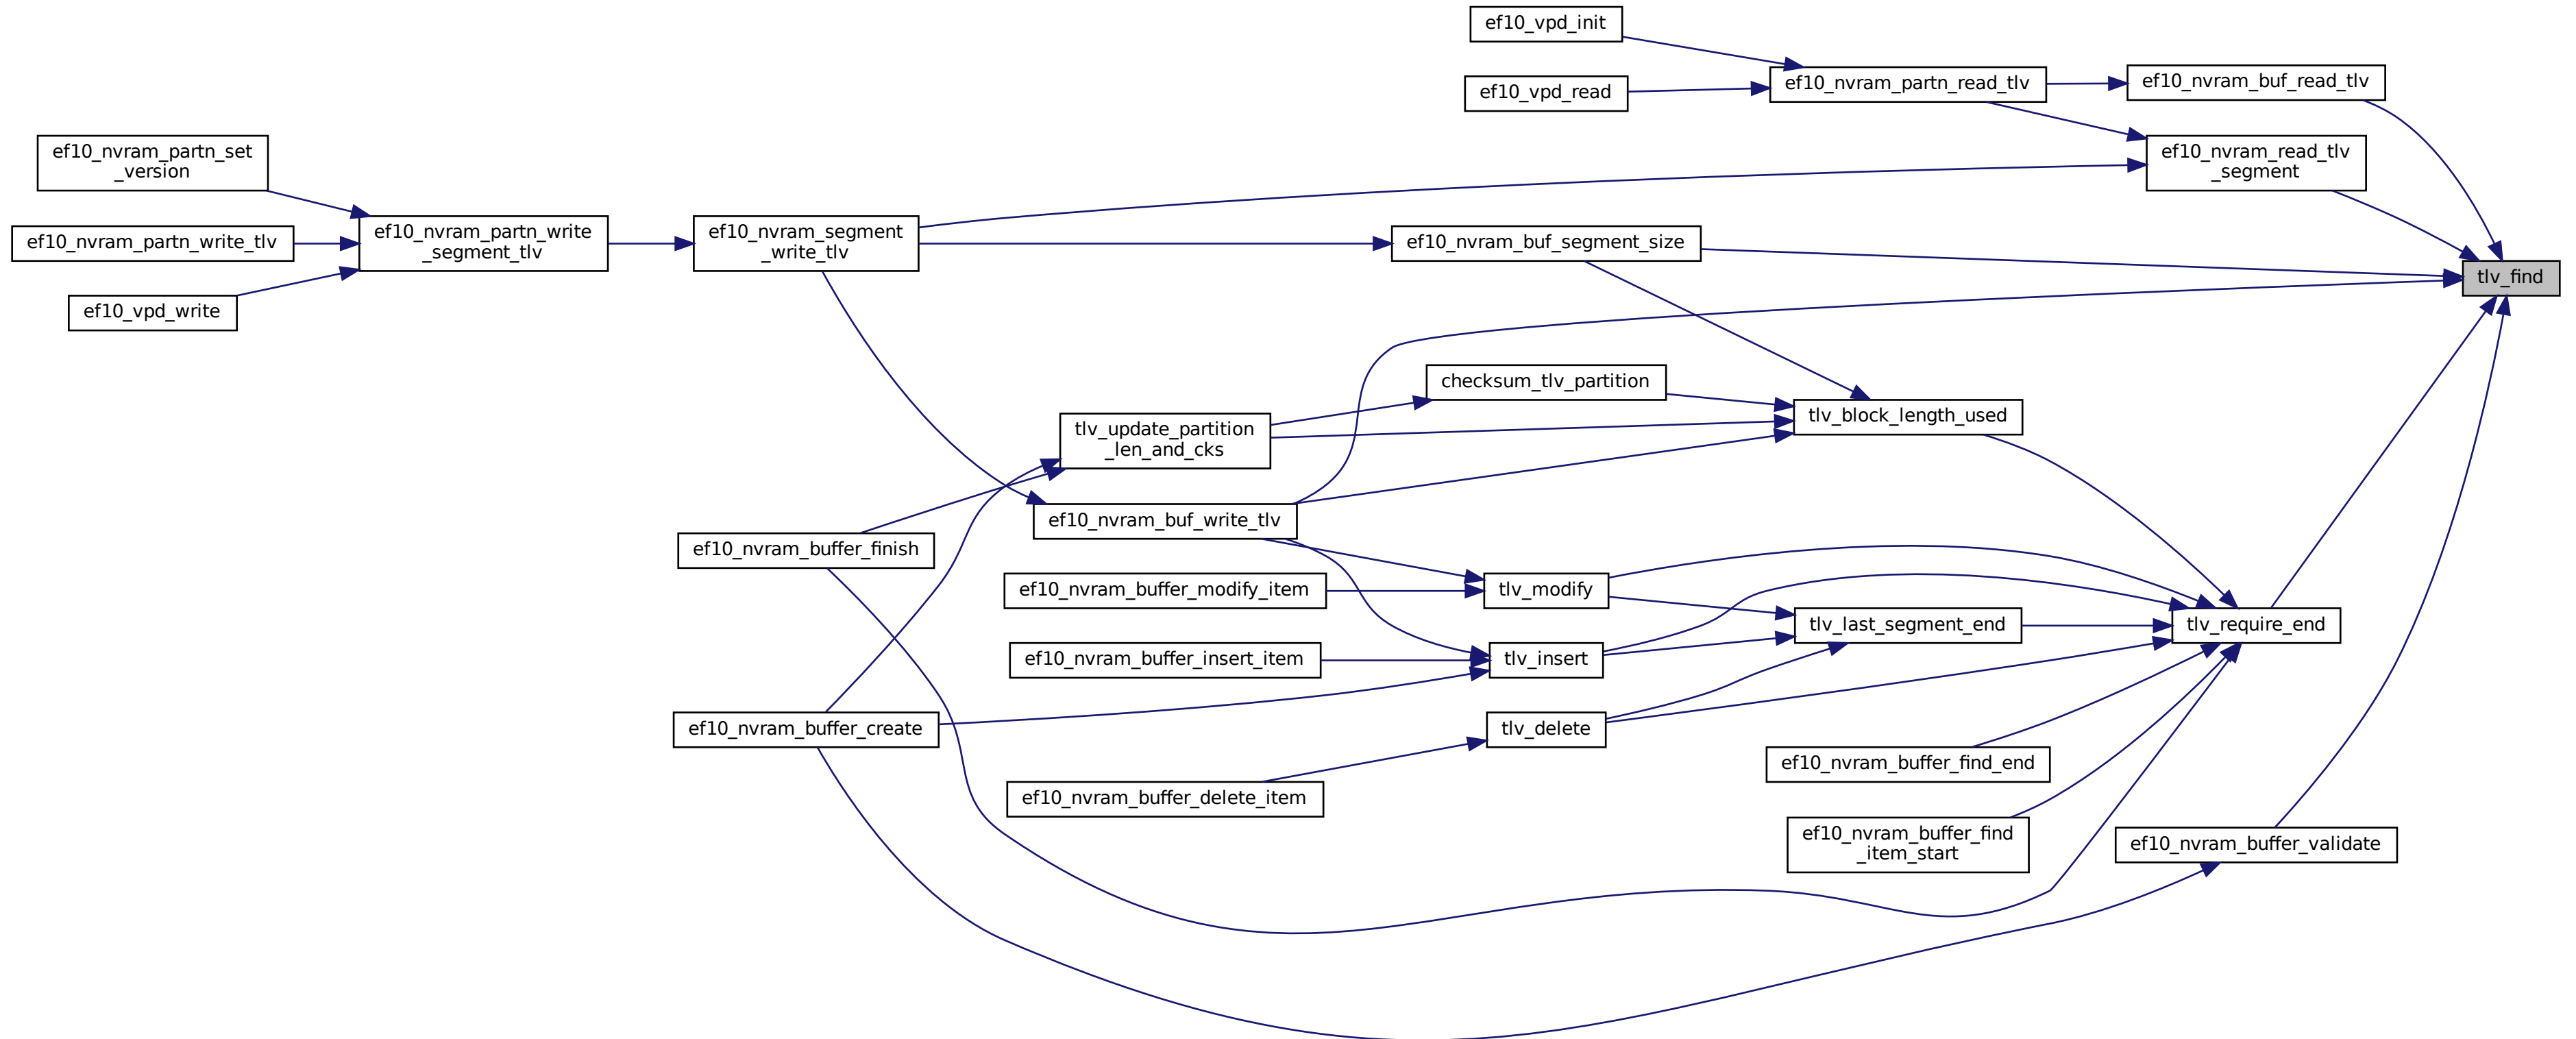 ef10_vpd_init
ef10_vpd_read
ef10_nvram_partn_read_tlv
ef10_nvram_buf_read_tlv
ef10_nvram_partn_set
_version
ef10_nvram_read_tlv
_segment
ef10_nvram_partn_write_tlv
ef10_nvram_partn_write
_segment_tlv
ef10_nvram_segment
_write_tlv
ef10_nvram_buf_segment_size
tlv_find
ef10_vpd_write
checksum_tlv_partition
tlv_update_partition
_len_and_cks
tlv_block_length_used
ef10_nvram_buf_write_tlv
ef10_nvram_buffer_finish
ef10_nvram_buffer_modify_item
tlv_modify
tlv_last_segment_end
tlv_require_end
ef10_nvram_buffer_insert_item
tlv_insert
ef10_nvram_buffer_create
tlv_delete
ef10_nvram_buffer_find_end
ef10_nvram_buffer_delete_item
ef10_nvram_buffer_find
_item_start
ef10_nvram_buffer_validate